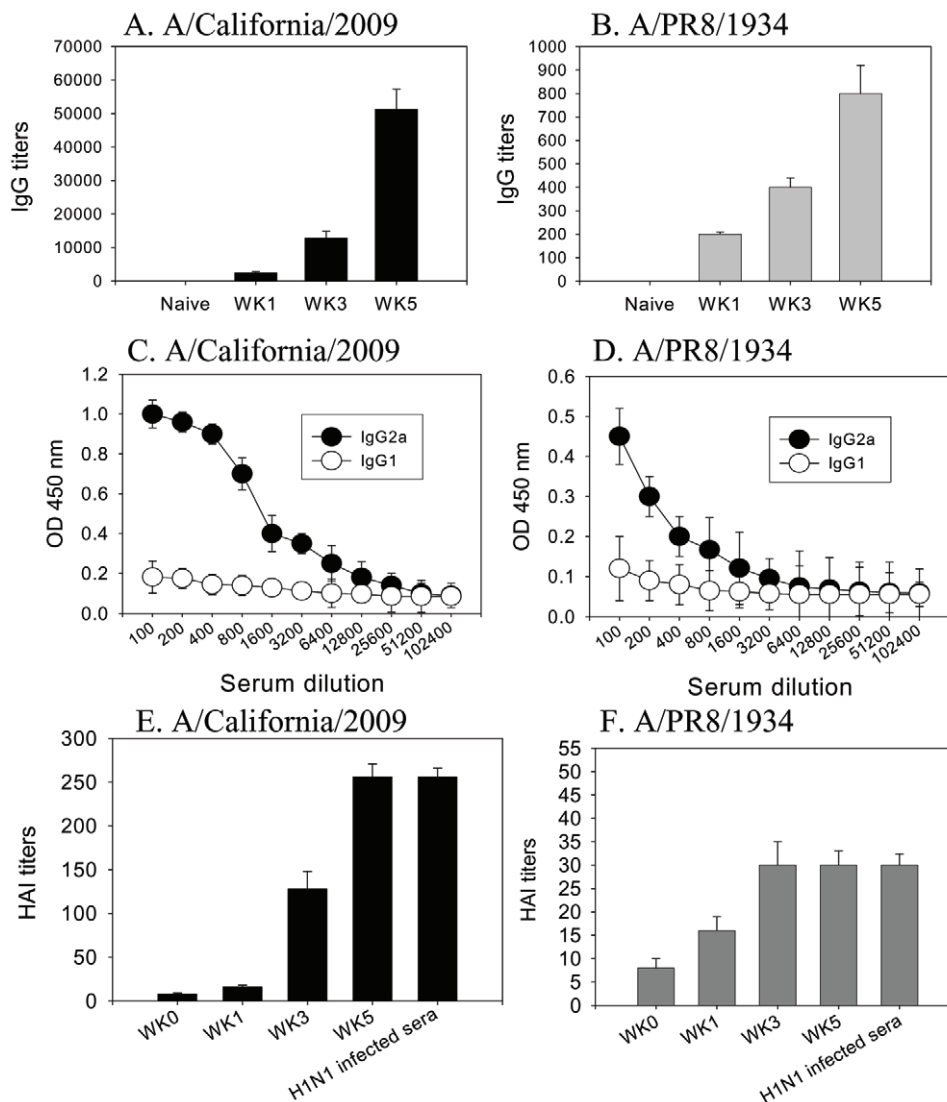 A. A/California/2009
IgG titers
70000
60000
50000
40000
30000
20000
10000
0
Naive WK1 WK3 WK5
B. A/PR8/1934
IgG titers
1000
900
800
700
600
500
400
300
200
100
0
Naive WK1 WK3 WK5
C. A/California/2009
OD 450 nm
1.2
1.0
0.8
0.6
0.4
0.2
0.0
IgG2a
IgG1
100 200 400 800 1600 3200 6400 12800 25600 51200 102400
Serum dilution
D. A/PR8/1934
OD 450 nm
0.6
0.5
0.4
0.3
0.2
0.1
0.0
IgG2a
IgG1
100 200 400 800 1600 3200 6400 12800 25600 51200 102400
Serum dilution
E. A/California/2009
HAI titers
300
250
200
150
100
50
0
WK0 WK1 WK3 WK5 H1N1 infected sera
F. A/PR8/1934
HAI titers
55
50
45
40
35
30
25
20
15
10
5
0
WK0 WK1 WK3 WK5 H1N1 infected sera